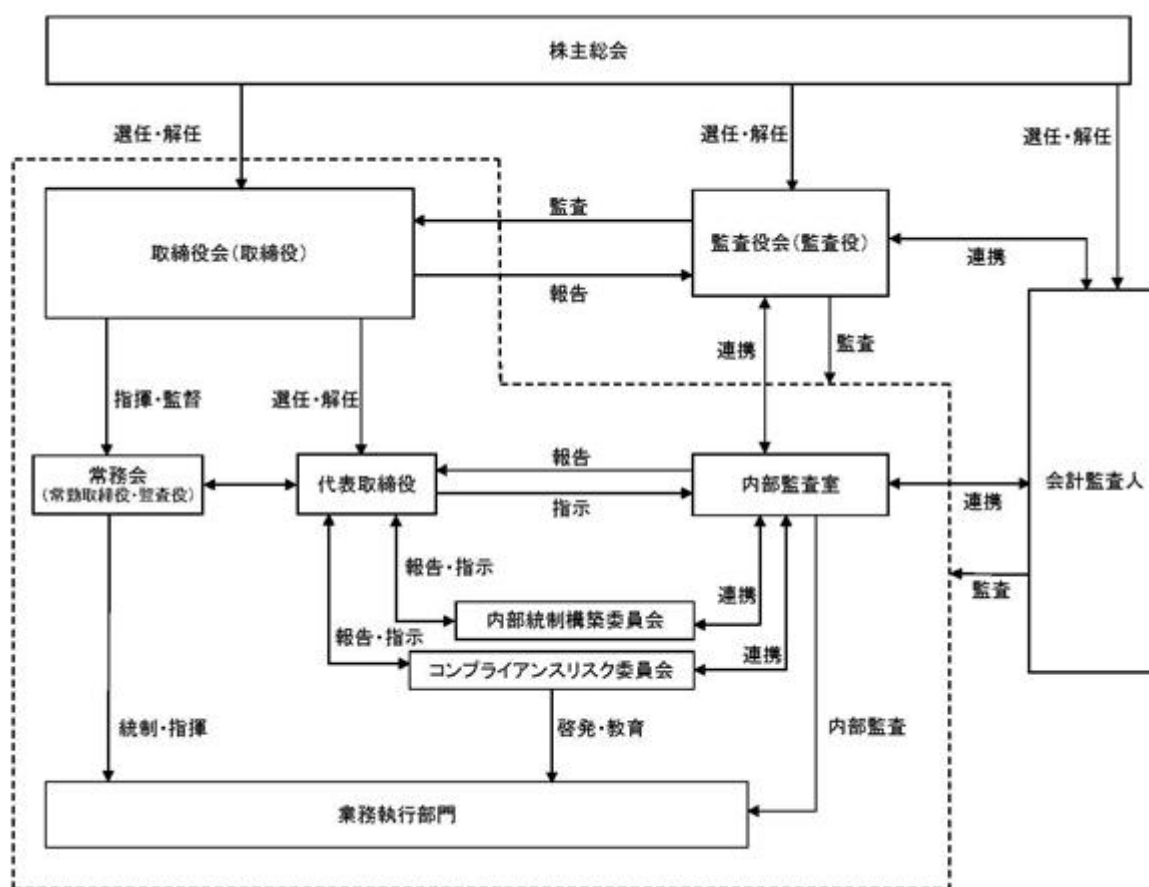 株主総会
選任・解任
選任・解任
選任・解任
取締役会(取締役)
監査
報告
監査役会(監査役)
連携
連携
監査
指揮・監督
選任・解任
常務会
(常勤取締役・監査役)
代表取締役
報告
指示
内部監査室
連携
会計監査人
監査
報告・指示
内部統制構築委員会
連携
報告・指示
コンプライアンスリスク委員会
連携
統制・指揮
啓発・教育
内部監査
業務執行部門